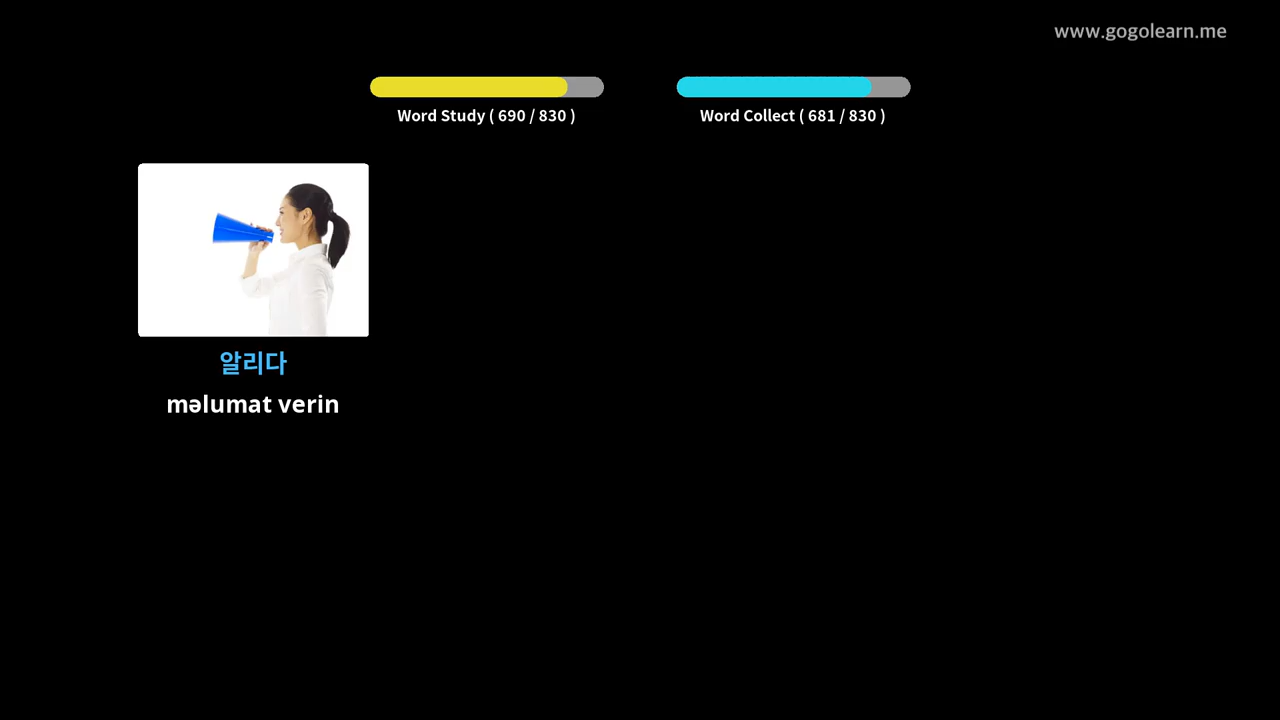 www.gogolearn.me
Word Study ( 690 / 830 )
Word Collect ( 681 / 830 )
알리다
məlumat verin